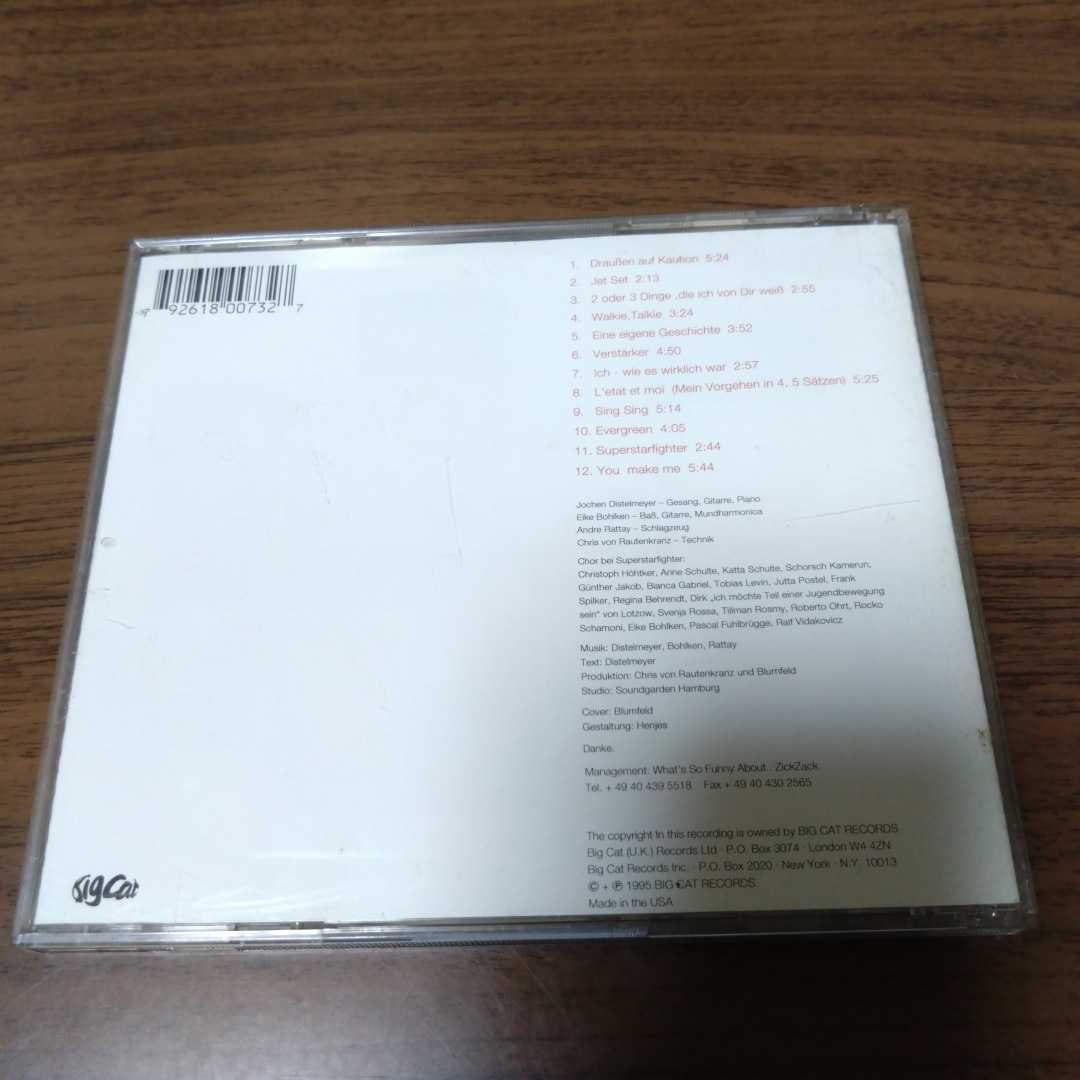 92618 00732 7
1. Draußen auf Kaution 5:24
2. Jet Set 2:13
3. 2 oder 3 Dinge ,die ich von Dir weiß 2:55
4. Walkie,Talkie 3:24
5. Eine eigene Geschichte 3:52
6. Verstärker 4:50
7. Ich - wie es wirklich war 2:57
8. L'etat et moi (Mein Vorgehen in 4, 5 Sätzen) 5:25
9. Sing Sing 5:14
10. Evergreen 4:05
11. Superstarfighter 2:44
12. You make me 5:44
Jochen Distelmeyer – Gesang, Gitarre, Piano
Eike Bohlken – Baß, Gitarre, Mundharmonica
Andre Rattay – Schlagzeug
Chris von Rautenkranz – Technik
Chor bei Superstarfighter:
Christoph Höhtker, Anne Schulte, Katta Schulte, Schorsch Kamerun,
Günther Jakob, Bianca Gabriel, Tobias Levin, Jutta Postel, Frank
Spilker, Regina Behrendt, Dirk „ich möchte Teil einer Jugendbewegung
sein“ von Lotzow, Svenja Rossa, Tilman Rosmy, Roberto Ohrt, Rocko
Schamoni, Eike Bohlken, Pascal Fuhlbrügge, Ralf Vidakovicz
Musik: Distelmeyer, Bohlken, Rattay
Text: Distelmeyer
Produktion: Chris von Rautenkranz und Blumfeld
Studio: Soundgarden Hamburg
Cover: Blumfeld
Gestaltung: Henjes
Danke.
Management: What's So Funny About.. ZickZack
Tel. + 49 40 439 5518 Fax + 49 40 430 2565
The copyright in this recording is owned by BIG CAT RECORDS
Big Cat (U.K.) Records Ltd · P.O. Box 3074 · London W4 4ZN
Big Cat Records Inc. · P.O. Box 2020 · New York · N.Y. 10013
© + ℗ 1995 BIG CAT RECORDS.
Made in the USA
Big Cat